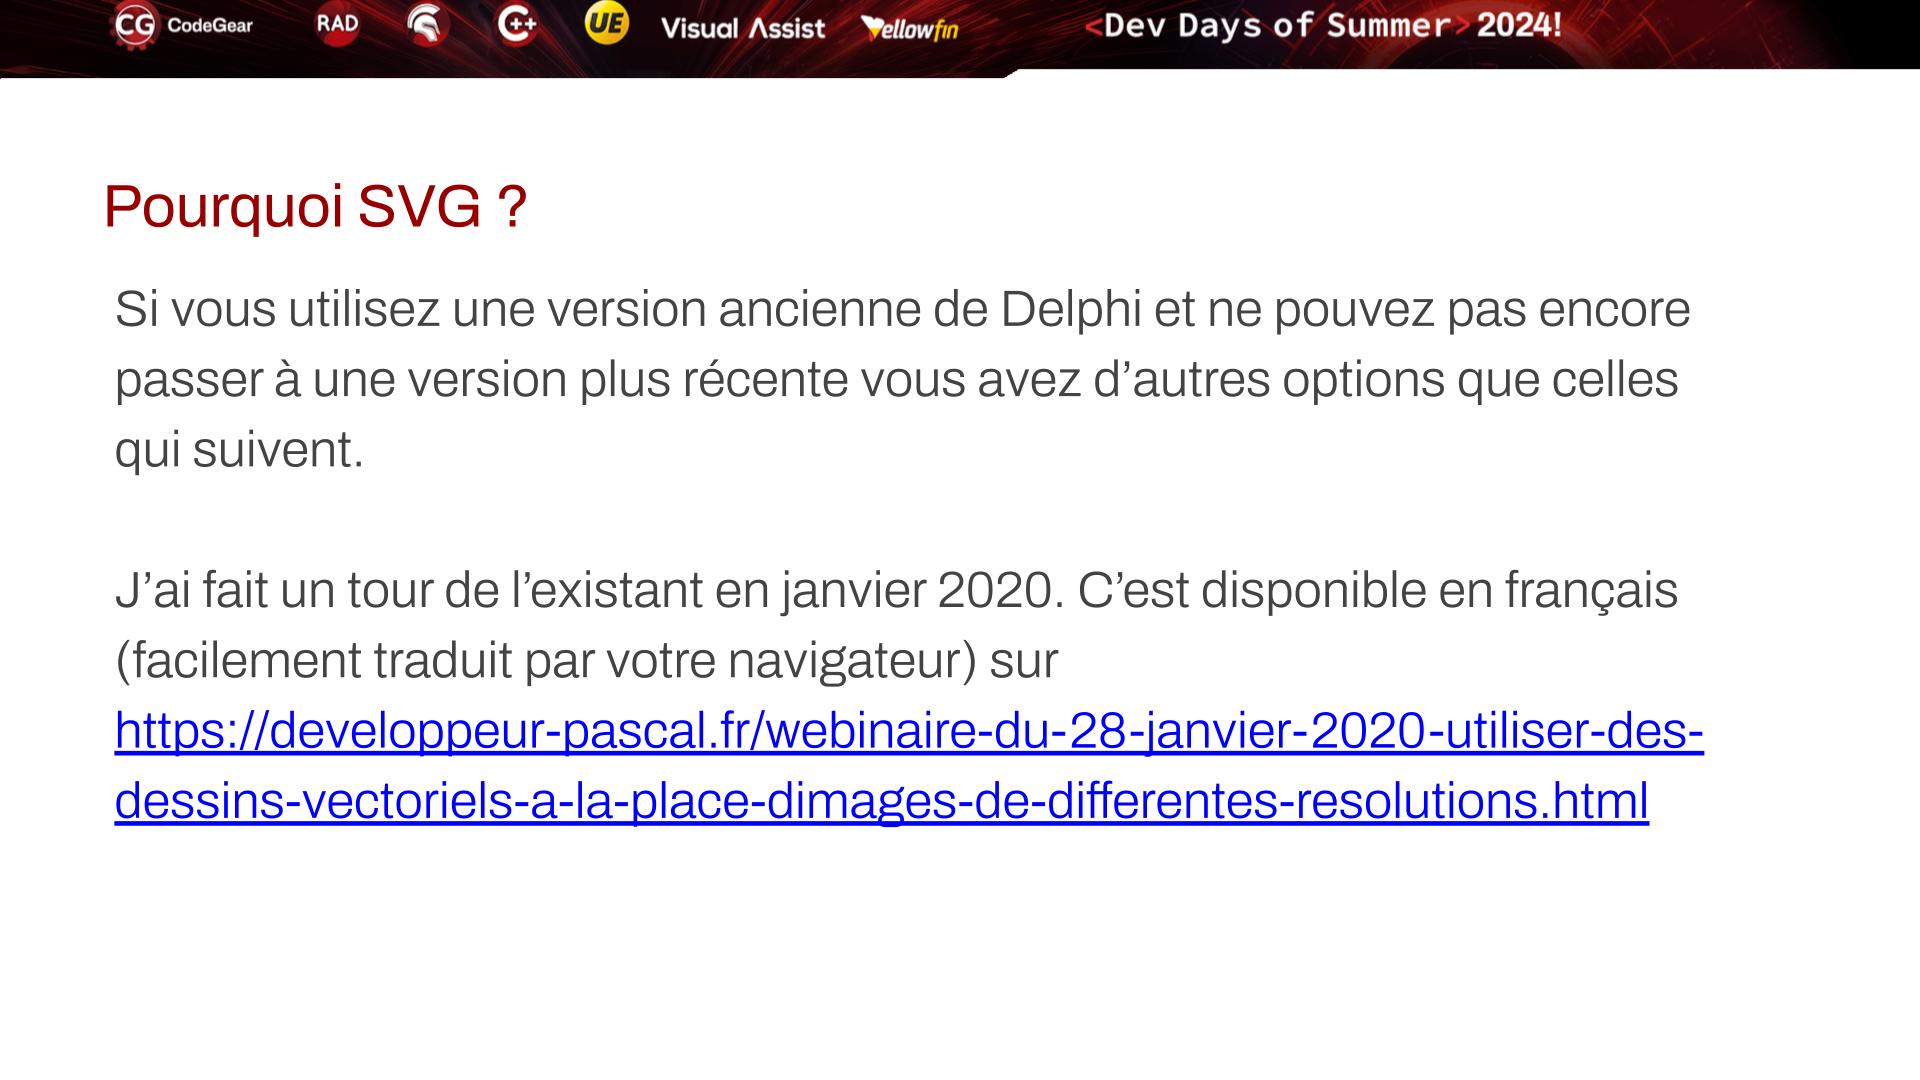 CG CodeGear RAD C++ UE Visual Assist Yellowfin <Dev Days of Summer> 2024!
Pourquoi SVG ?
Si vous utilisez une version ancienne de Delphi et ne pouvez pas encore
passer à une version plus récente vous avez d’autres options que celles
qui suivent.
J’ai fait un tour de l’existant en janvier 2020. C’est disponible en français
(facilement traduit par votre navigateur) sur
https://developpeur-pascal.fr/webinaire-du-28-janvier-2020-utiliser-des-
dessins-vectoriels-a-la-place-dimages-de-differentes-resolutions.html